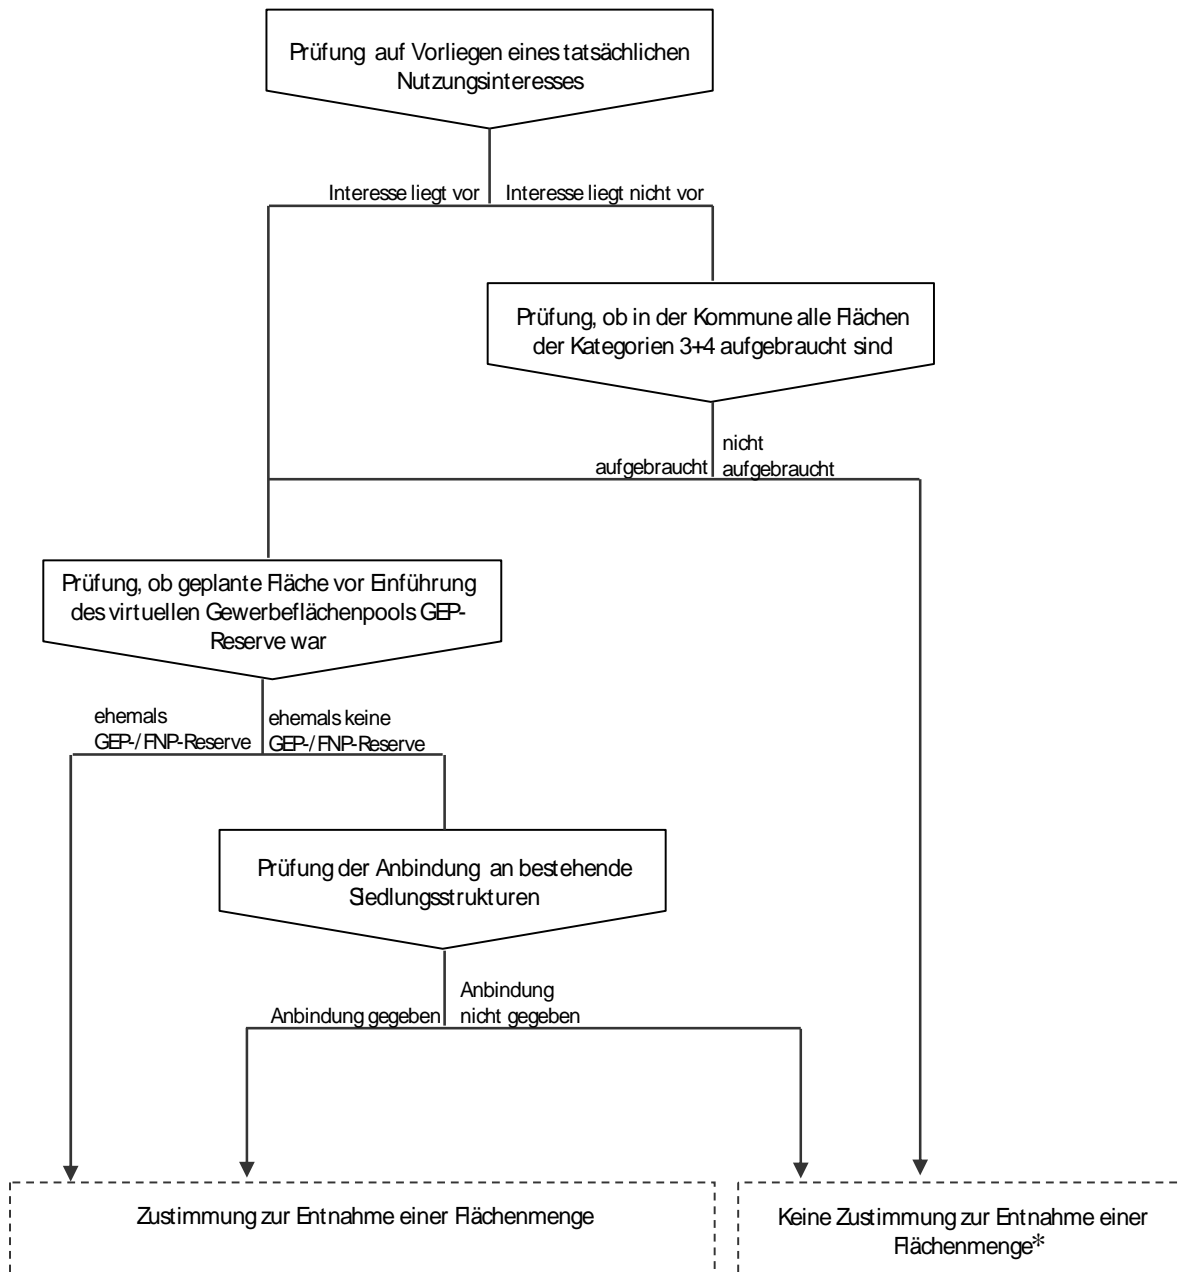 Prüfung auf Vorliegen eines tatsächlichen
Nutzungsinteresses
Interesse liegt vor
Interesse liegt nicht vor
Prüfung, ob in der Kommune alle Flächen
der Kategorien 3+4 aufgebraucht sind
aufgebraucht
nicht
aufgebraucht
Prüfung, ob geplante Fläche vor Einführung
des virtuellen Gewerbeflächenpools GEP-
Reserve war
ehemals
GEP-/FNP-Reserve
ehemals keine
GEP-/FNP-Reserve
Prüfung der Anbindung an bestehende
Siedlungsstrukturen
Anbindung gegeben
Anbindung
nicht gegeben
Zustimmung zur Entnahme einer Flächenmenge
Keine Zustimmung zur Entnahme einer
Flächenmenge*